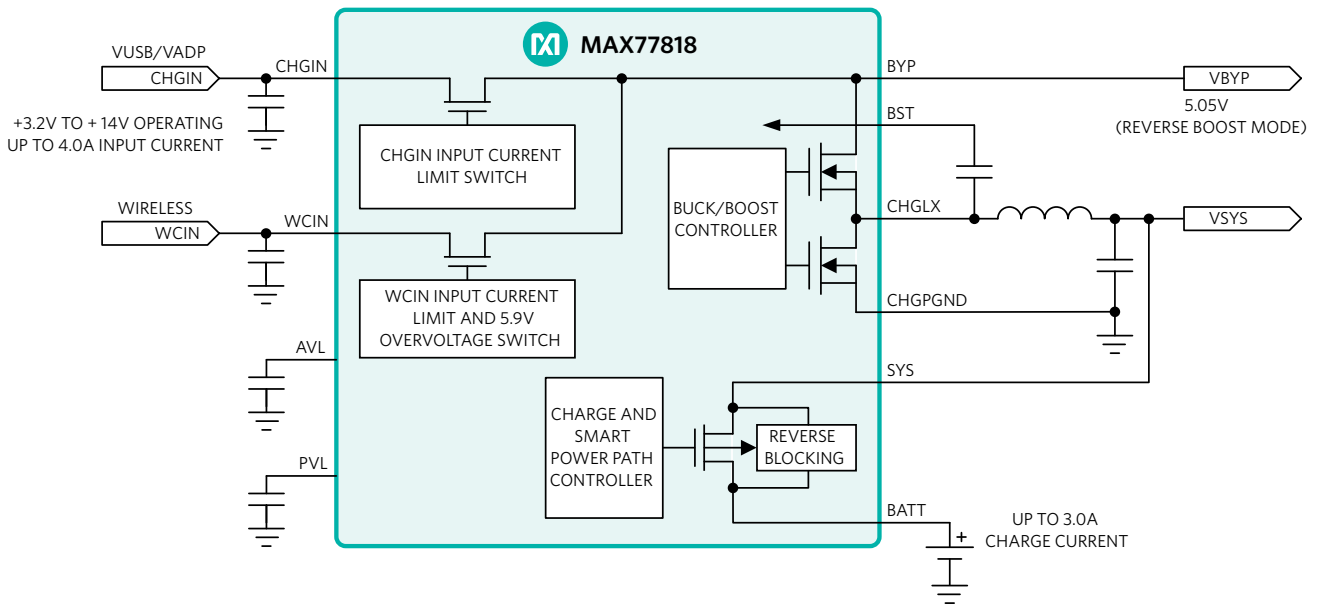 MAX77818
VUSB/VADP
CHGIN
CHGIN
+3.2V TO + 14V OPERATING
UP TO 4.0A INPUT CURRENT
CHGIN INPUT CURRENT
LIMIT SWITCH
BYP
VBYP
5.05V
(REVERSE BOOST MODE)
BST
BUCK/BOOST
CONTROLLER
CHGLX
VSYS
WIRELESS
WCIN
WCIN
WCIN INPUT CURRENT
LIMIT AND 5.9V
OVERVOLTAGE SWITCH
CHGPGND
AVL
SYS
CHARGE AND
SMART
POWER PATH
CONTROLLER
REVERSE
BLOCKING
PVL
BATT
+
UP TO 3.0A
CHARGE CURRENT